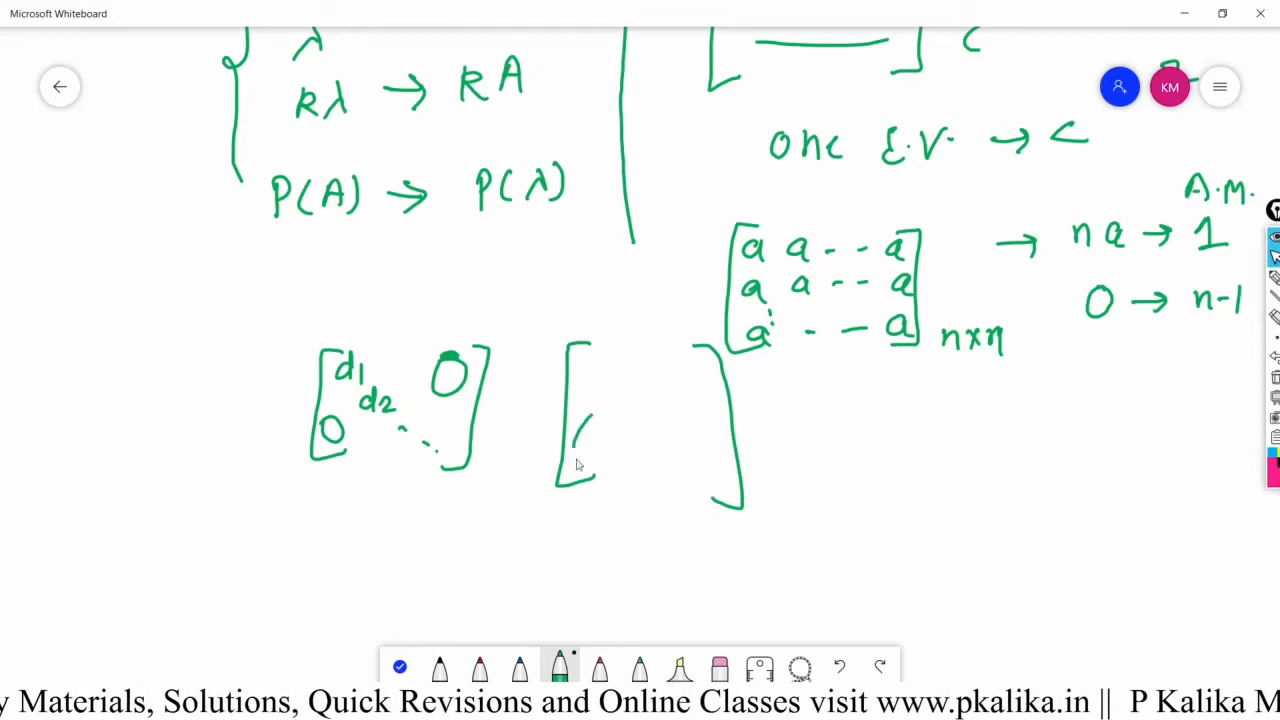 Microsoft Whiteboard
λ
Rλ → RA
P(A) → P(λ)
C
KM
one E.V. → C
A.M.
[a a - - a
a a - - a
a - - a] n×n
→ na → 1
0 → n-1
[d1 0
d2
0 ]
y Materials, Solutions, Quick Revisions and Online Classes visit www.pkalika.in || P Kalika M